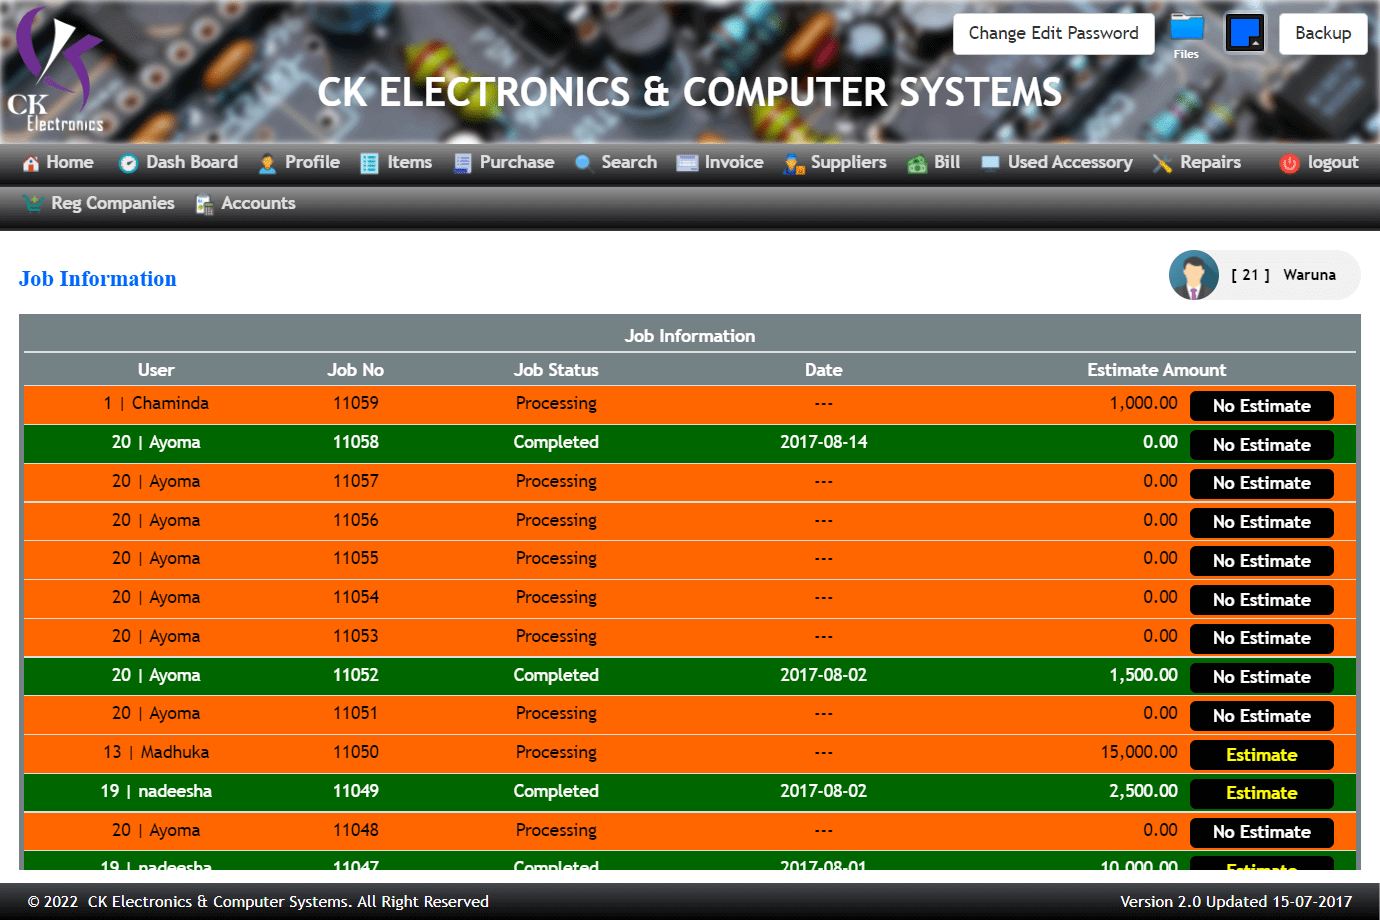 Change Edit Password
Files
Backup
CK ELECTRONICS & COMPUTER SYSTEMS
CK
Electronics
Home Dash Board Profile Items Purchase Search Invoice Suppliers Bill Used Accessory Repairs logout
Reg Companies Accounts
Job Information
[ 21 ] Waruna
Job Information
User Job No Job Status Date Estimate Amount
1 | Chaminda 11059 Processing --- 1,000.00 No Estimate
20 | Ayoma 11058 Completed 2017-08-14 0.00 No Estimate
20 | Ayoma 11057 Processing --- 0.00 No Estimate
20 | Ayoma 11056 Processing --- 0.00 No Estimate
20 | Ayoma 11055 Processing --- 0.00 No Estimate
20 | Ayoma 11054 Processing --- 0.00 No Estimate
20 | Ayoma 11053 Processing --- 0.00 No Estimate
20 | Ayoma 11052 Completed 2017-08-02 1,500.00 No Estimate
20 | Ayoma 11051 Processing --- 0.00 No Estimate
13 | Madhuka 11050 Processing --- 15,000.00 Estimate
19 | nadeesha 11049 Completed 2017-08-02 2,500.00 Estimate
20 | Ayoma 11048 Processing --- 0.00 No Estimate
19 | nadeesha 11047 Completed 2017-08-01 10,000.00 Estimate
© 2022 CK Electronics & Computer Systems. All Right Reserved
Version 2.0 Updated 15-07-2017